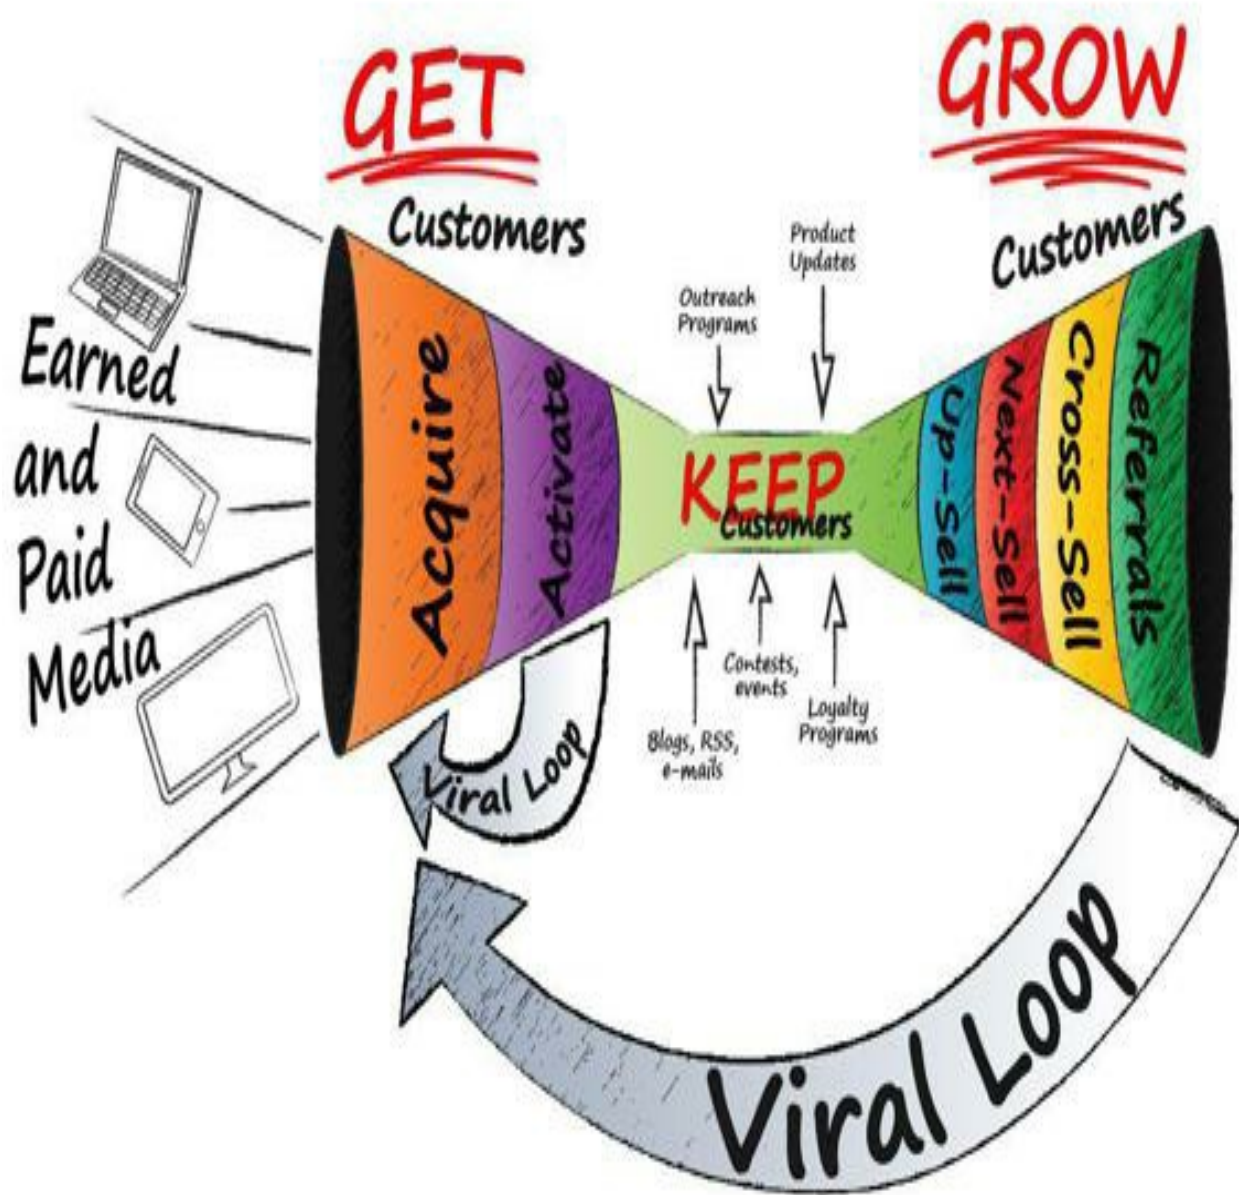 GET
Customers
GROW
Customers
Earned
and
Paid
Media
Acquire
Activate
Outreach
Programs
Product
Updates
KEEP
Customers
Blogs, RSS,
e-mails
Contests,
events
Loyalty
Programs
Up-Sell
Next-Sell
Cross-Sell
Referrals
Viral Loop
Viral Loop